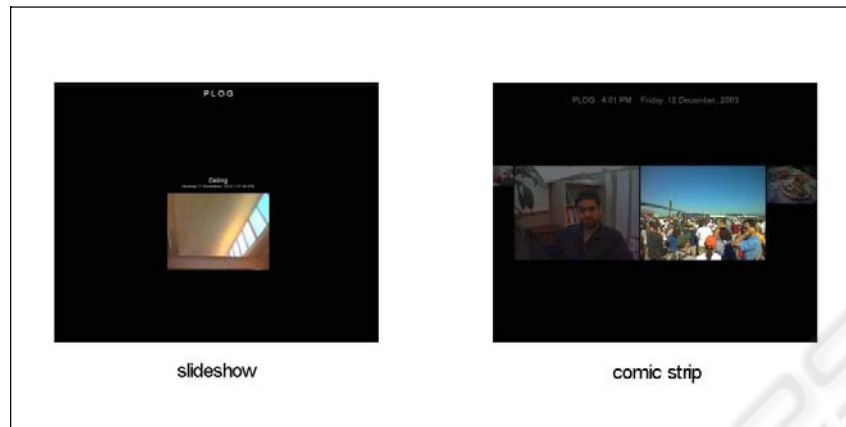 PLOG
Ceiling
PLOG 4:01 PM Friday, 12 December, 2003
slideshow
comic strip